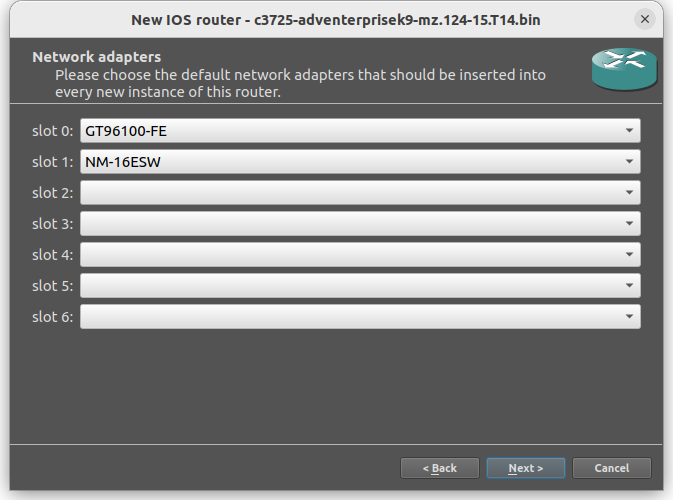 New IOS router - c3725-adventerprisek9-mz.124-15.T14.bin
Network adapters
Please choose the default network adapters that should be inserted into
every new instance of this router.
slot 0: GT96100-FE
slot 1: NM-16ESW
slot 2:
slot 3:
slot 4:
slot 5:
slot 6:
< Back Next > Cancel